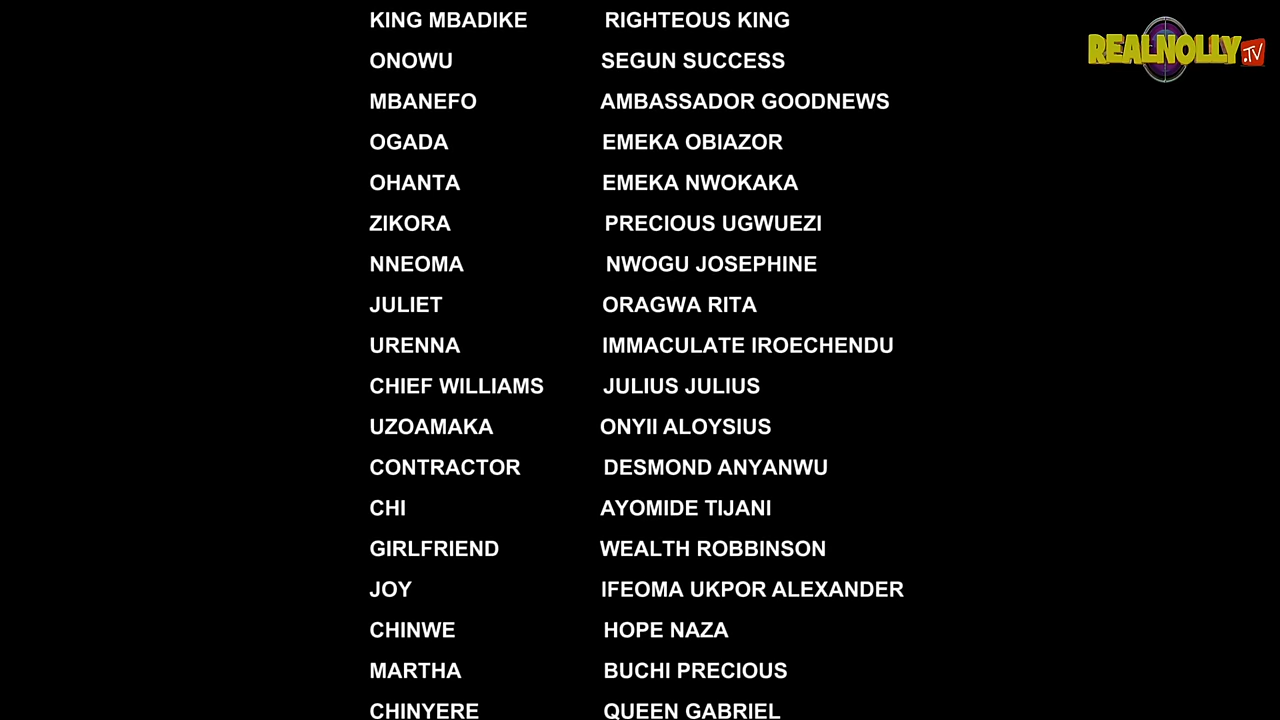 KING MBADIKE RIGHTEOUS KING
REALNOLLY.TV
ONOWU SEGUN SUCCESS
MBANEFO AMBASSADOR GOODNEWS
OGADA EMEKA OBIAZOR
OHANTA EMEKA NWOKAKA
ZIKORA PRECIOUS UGWUEZI
NNEOMA NWOGU JOSEPHINE
JULIET ORAGWA RITA
URENNA IMMACULATE IROECHENDU
CHIEF WILLIAMS JULIUS JULIUS
UZOAMAKA ONYII ALOYSIUS
CONTRACTOR DESMOND ANYANWU
CHI AYOMIDE TIJANI
GIRLFRIEND WEALTH ROBBINSON
JOY IFEOMA UKPOR ALEXANDER
CHINWE HOPE NAZA
MARTHA BUCHI PRECIOUS
CHINYERE QUEEN GABRIEL